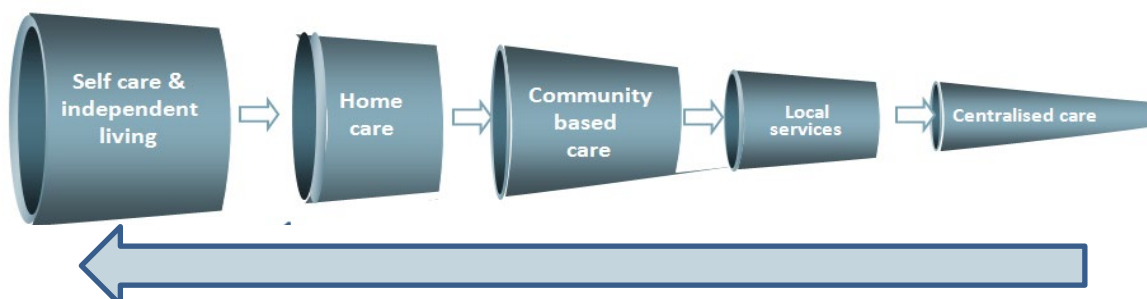 Self care &
independent
living
Home
care
Community
based
care
Local
services
Centralised care